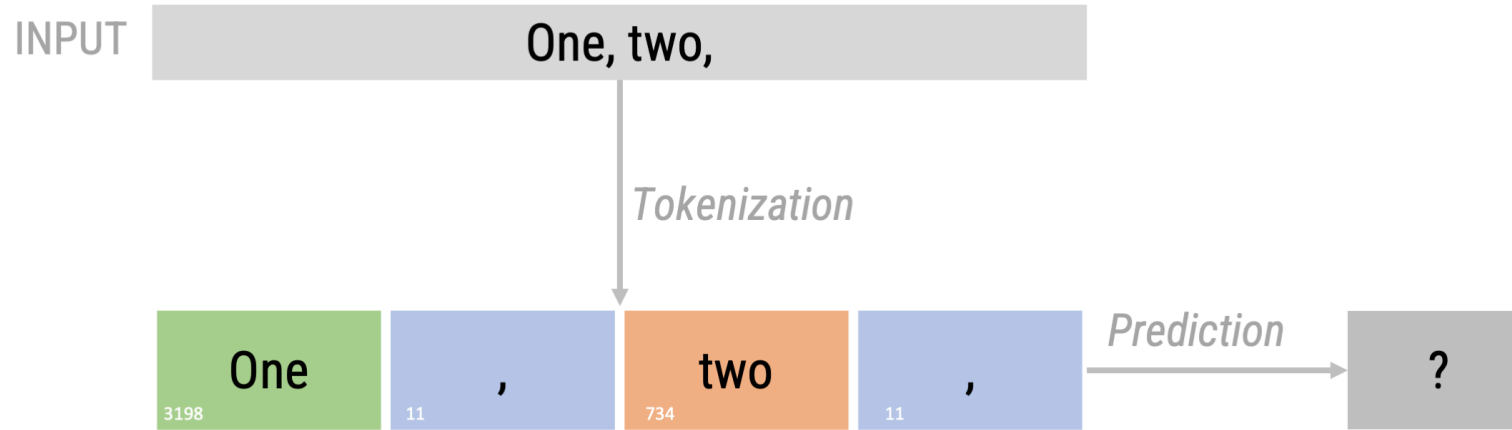 INPUT
One, two,
Tokenization
One
3198
,
11
two
734
,
11
Prediction
?